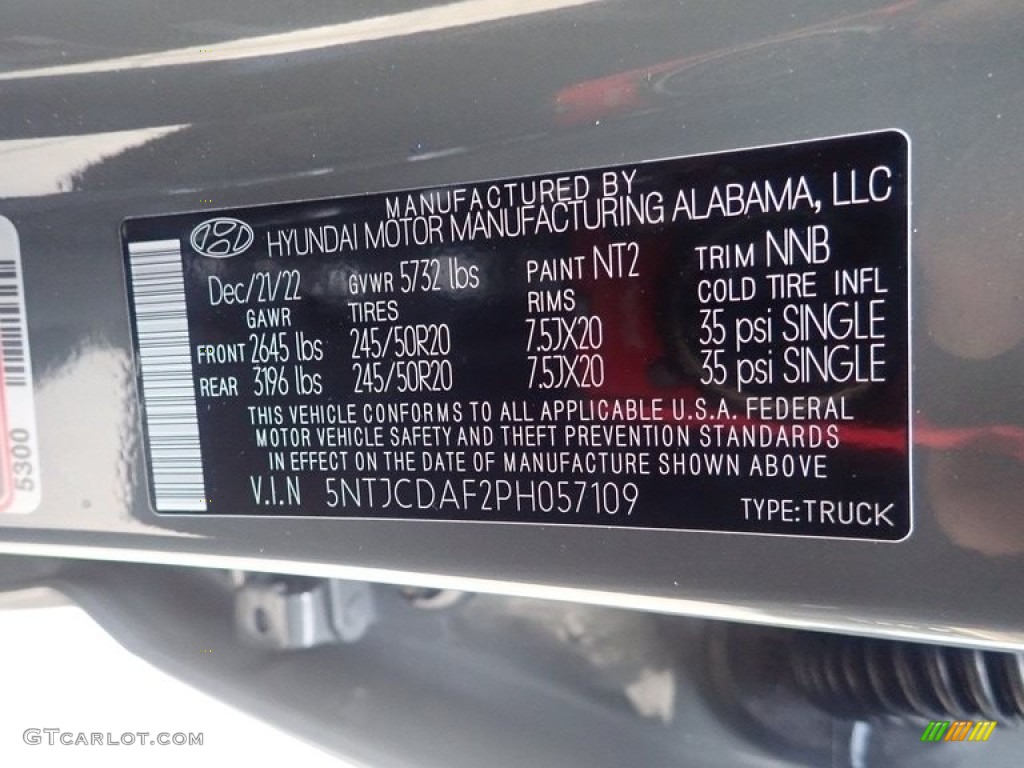 MANUFACTURED BY
HYUNDAI MOTOR MANUFACTURING ALABAMA, LLC
Dec/21/22 GVWR 5732 lbs PAINT NT2 TRIM NNB
GAWR TIRES RIMS COLD TIRE INFL
FRONT 2645 lbs 245/50R20 7.5JX20 35 psi SINGLE
REAR 3196 lbs 245/50R20 7.5JX20 35 psi SINGLE
THIS VEHICLE CONFORMS TO ALL APPLICABLE U.S.A. FEDERAL
MOTOR VEHICLE SAFETY AND THEFT PREVENTION STANDARDS
IN EFFECT ON THE DATE OF MANUFACTURE SHOWN ABOVE
V.I.N 5NTJCDAF2PH057109 TYPE:TRUCK
5300
GTCARLOT.COM